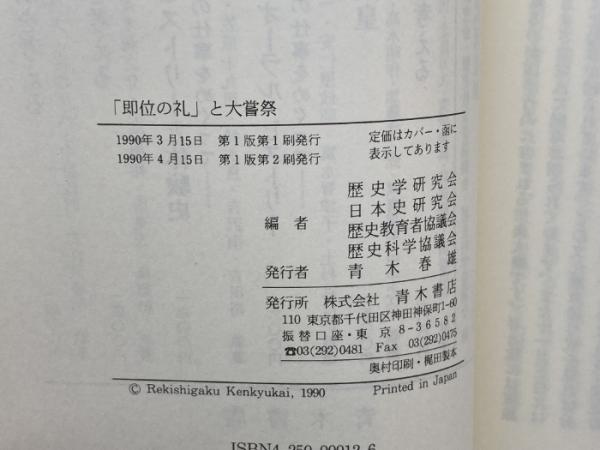 「即位の礼」と大嘗祭
1990年3月15日　第1版第1刷発行
1990年4月15日　第1版第2刷発行
定価はカバー・函に
表示してあります
編者
歴史学研究会
日本史研究会
歴史教育者協議会
歴史科学協議会
発行者　青木春雄
発行所　株式会社　青木書店
110 東京都千代田区神田神保町1-60
振替口座・東京 8-36582
☎03(292)0481　Fax 03(292)0475
奥村印刷・梶田製本
© Rekishigaku Kenkyukai, 1990
Printed in Japan
ISBN4-250-90012-6